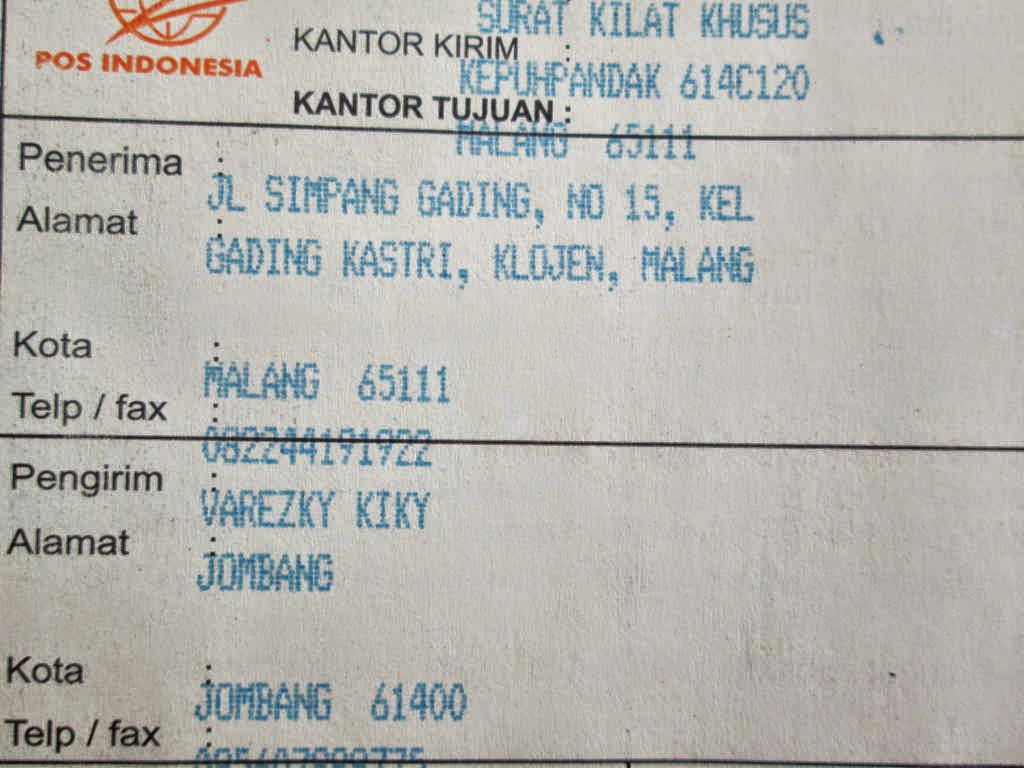 SURAT KILAT KHUSUS
POS INDONESIA
KANTOR KIRIM :
KEPUHPANDAK 614C120
KANTOR TUJUAN :
MALANG 65111
Penerima :
JL SIMPANG GADING, NO 15, KEL
Alamat :
GADING KASTRI, KLOJEN, MALANG
Kota :
MALANG 65111
Telp / fax :
082244191922
Pengirim :
VAREZKY KIKY
Alamat :
JOMBANG
Kota :
JOMBANG 61400
Telp / fax :